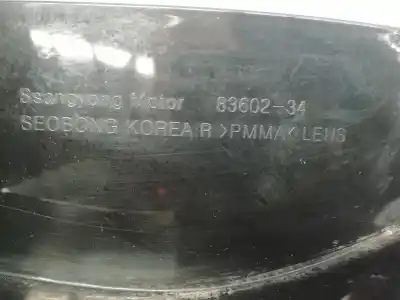 Ssangyong Motor 83602-34
SEOBONG KOREA R >PMMA< LENS